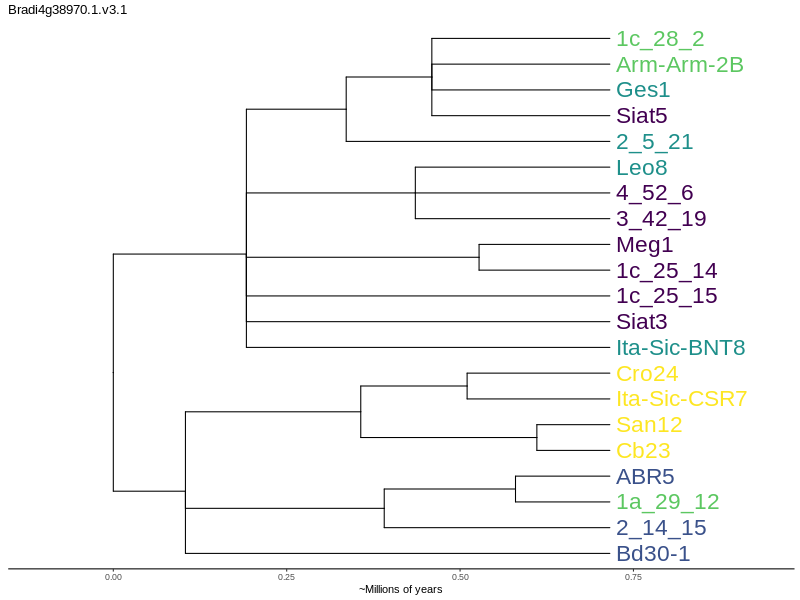 Bradi4g38970.1.v3.1
1c_28_2
Arm-Arm-2B
Ges1
Siat5
2_5_21
Leo8
4_52_6
3_42_19
Meg1
1c_25_14
1c_25_15
Siat3
Ita-Sic-BNT8
Cro24
Ita-Sic-CSR7
San12
Cb23
ABR5
1a_29_12
2_14_15
Bd30-1
0.00 0.25 0.50 0.75
~Millions of years